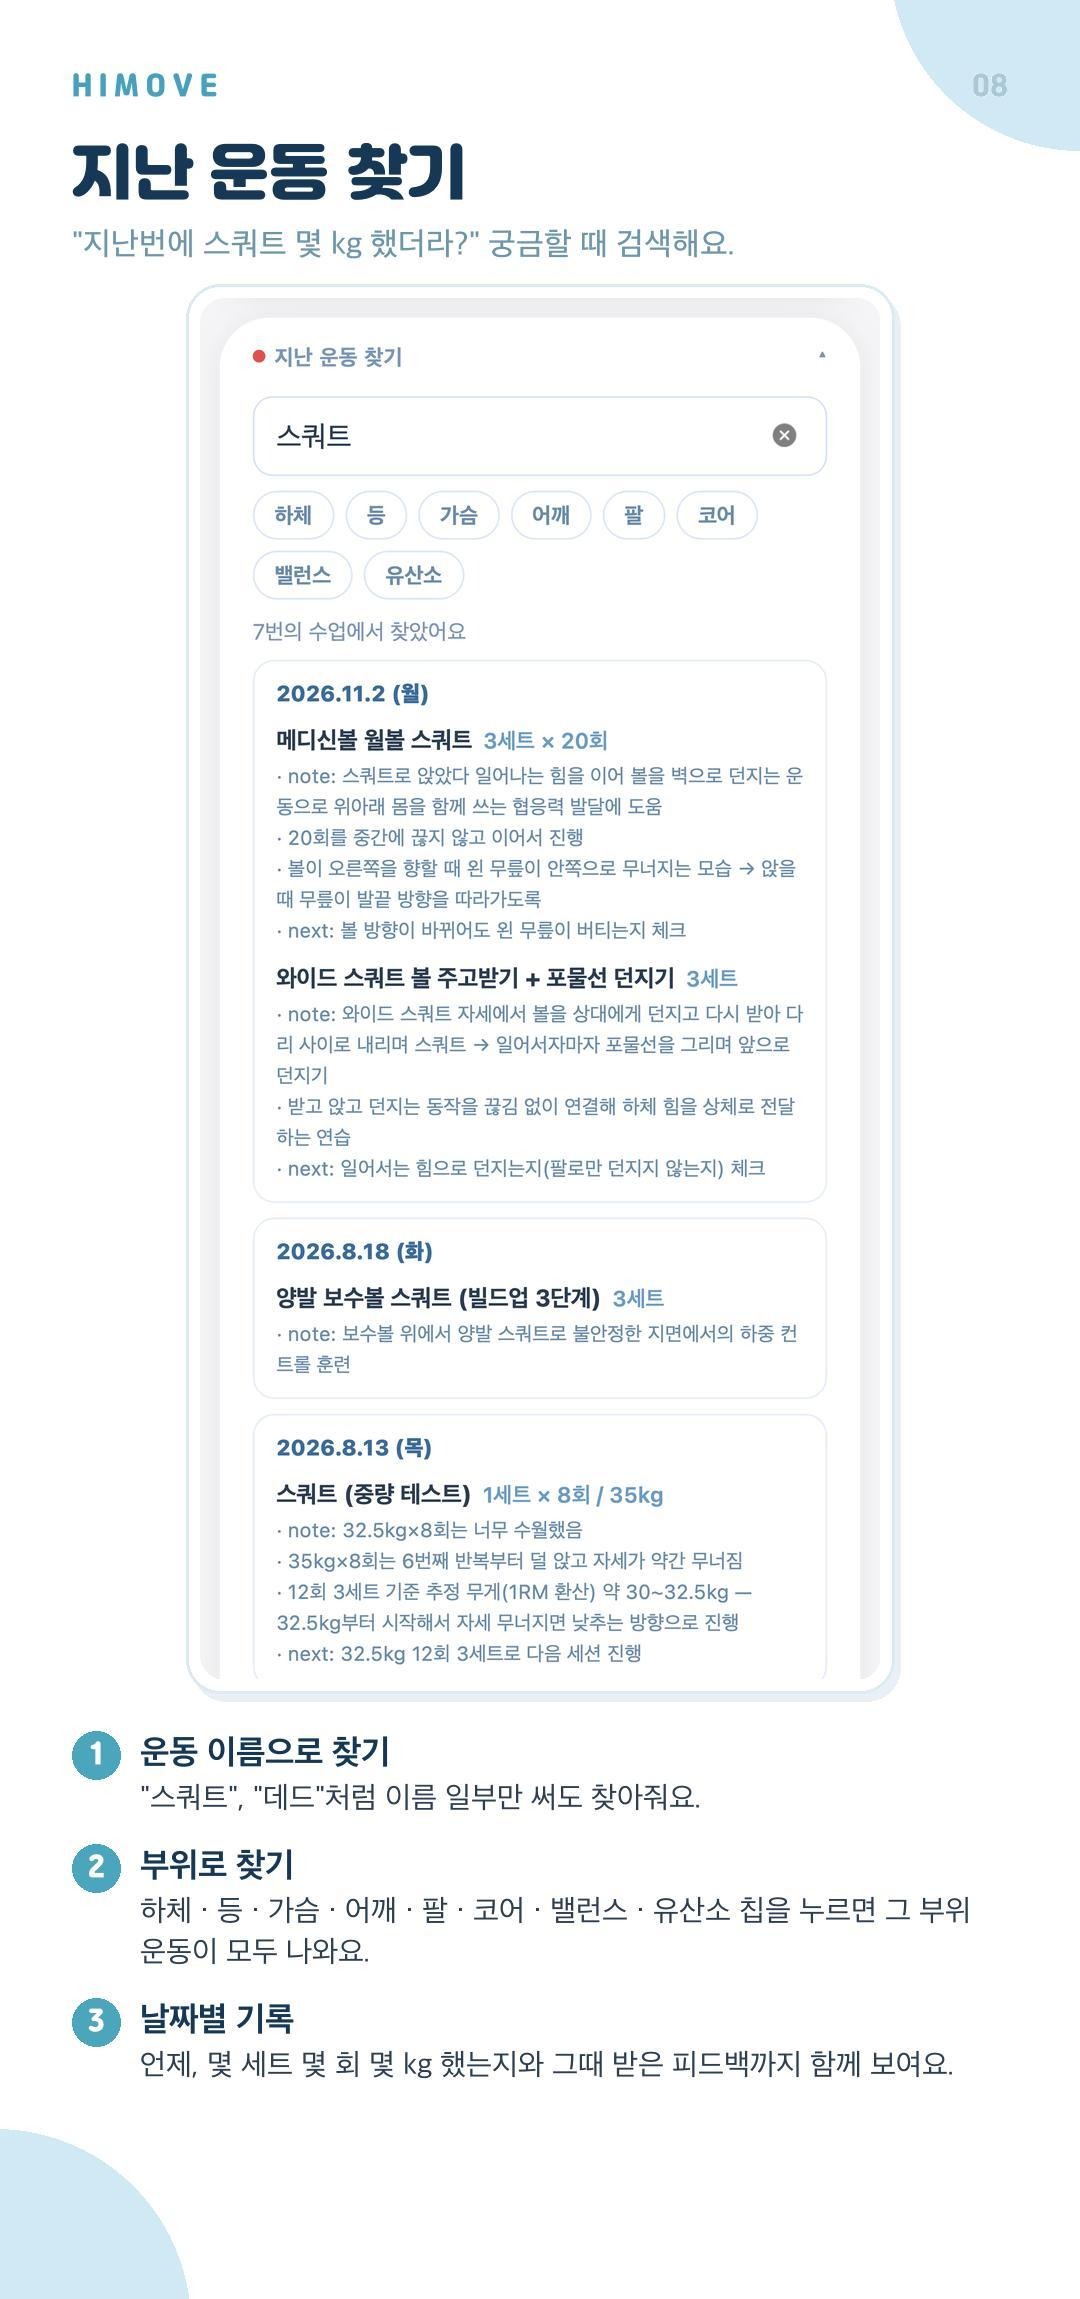 HIMOVE
08
지난 운동 찾기
"지난번에 스쿼트 몇 kg 했더라?" 궁금할 때 검색해요.
지난 운동 찾기
스쿼트
하체 등 가슴 어깨 팔 코어
밸런스 유산소
7번의 수업에서 찾았어요
2026.11.2 (월)
메디신볼 월볼 스쿼트 3세트 × 20회
· note: 스쿼트로 앉았다 일어나는 힘을 이어 볼을 벽으로 던지는 운
동으로 위아래 몸을 함께 쓰는 협응력 발달에 도움
· 20회를 중간에 끊지 않고 이어서 진행
· 볼이 오른쪽을 향할 때 왼 무릎이 안쪽으로 무너지는 모습 → 앉을
때 무릎이 발끝 방향을 따라가도록
· next: 볼 방향이 바뀌어도 왼 무릎이 버티는지 체크
와이드 스쿼트 볼 주고받기 + 포물선 던지기 3세트
· note: 와이드 스쿼트 자세에서 볼을 상대에게 던지고 다시 받아 다
리 사이로 내리며 스쿼트 → 일어서자마자 포물선을 그리며 앞으로
던지기
· 받고 앉고 던지는 동작을 끊김 없이 연결해 하체 힘을 상체로 전달
하는 연습
· next: 일어서는 힘으로 던지는지(팔로만 던지지 않는지) 체크
2026.8.18 (화)
양발 보수볼 스쿼트 (빌드업 3단계) 3세트
· note: 보수볼 위에서 양발 스쿼트로 불안정한 지면에서의 하중 컨
트롤 훈련
2026.8.13 (목)
스쿼트 (중량 테스트) 1세트 × 8회 / 35kg
· note: 32.5kg×8회는 너무 수월했음
· 35kg×8회는 6번째 반복부터 덜 앉고 자세가 약간 무너짐
· 12회 3세트 기준 추정 무게(1RM 환산) 약 30~32.5kg —
32.5kg부터 시작해서 자세 무너지면 낮추는 방향으로 진행
· next: 32.5kg 12회 3세트로 다음 세션 진행
1 운동 이름으로 찾기
"스쿼트", "데드"처럼 이름 일부만 써도 찾아줘요.
2 부위로 찾기
하체 · 등 · 가슴 · 어깨 · 팔 · 코어 · 밸런스 · 유산소 칩을 누르면 그 부위
운동이 모두 나와요.
3 날짜별 기록
언제, 몇 세트 몇 회 몇 kg 했는지와 그때 받은 피드백까지 함께 보여요.